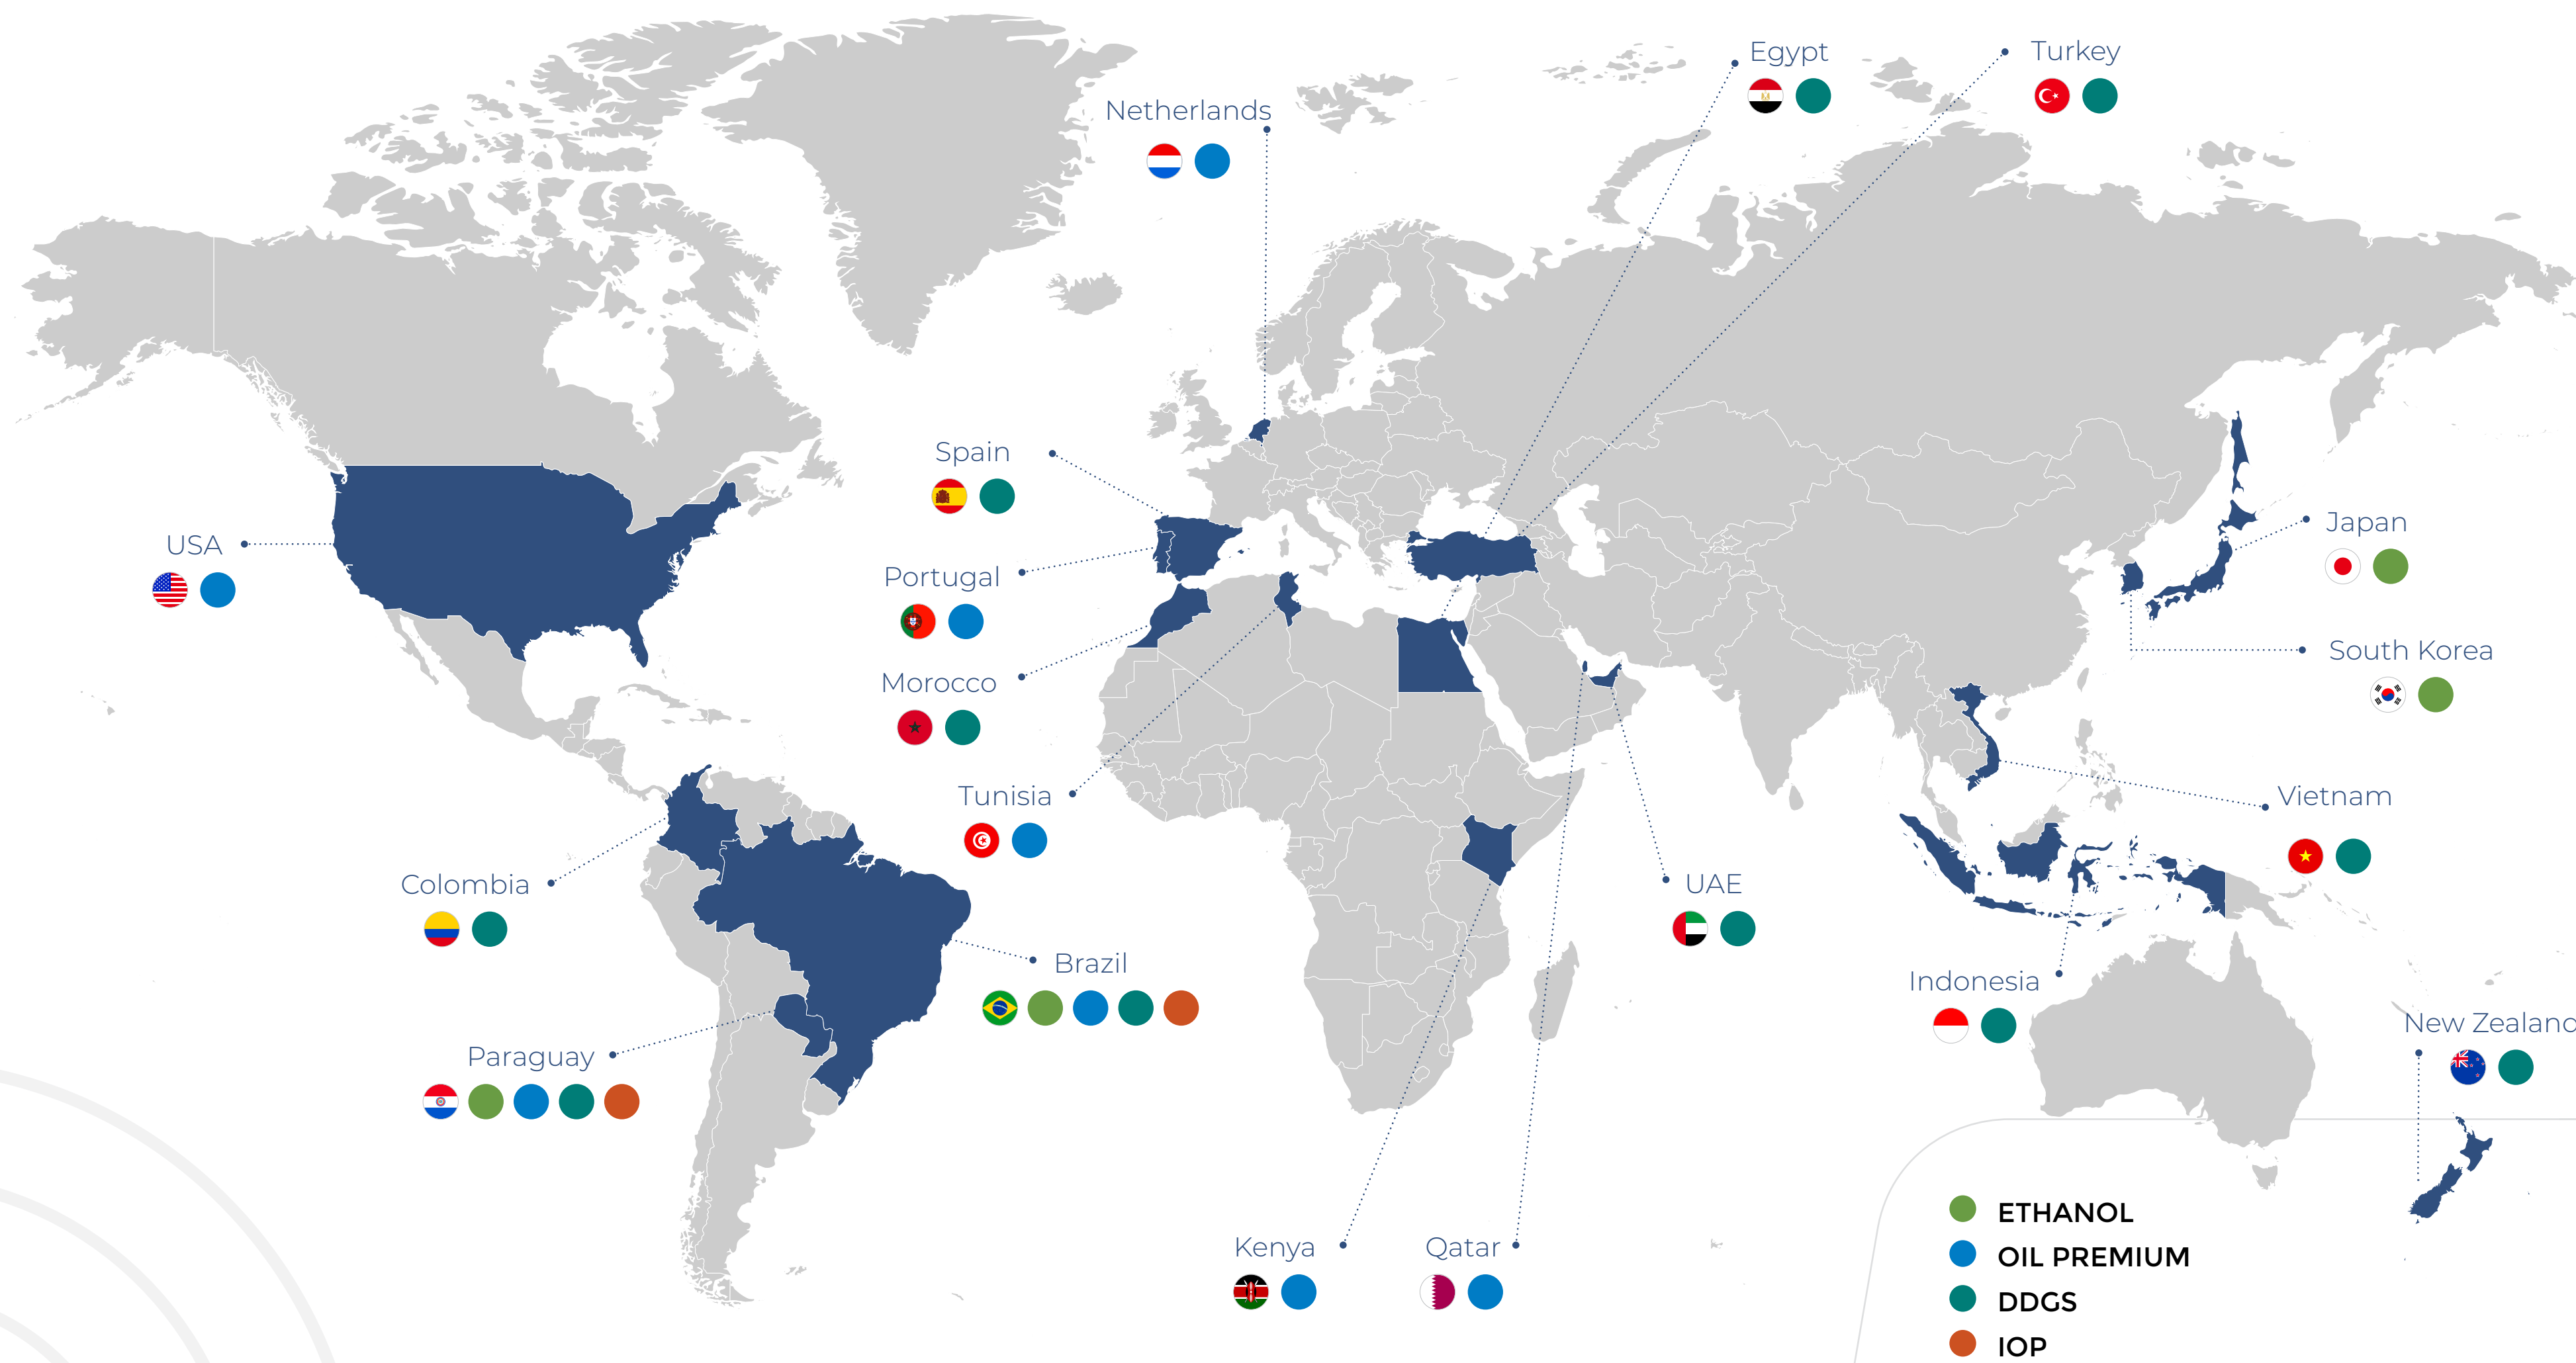 Egypt
Turkey
Netherlands
Spain
Japan
USA
Portugal
South Korea
Morocco
Tunisia
Vietnam
Colombia
UAE
Brazil
Indonesia
New Zealand
Paraguay
Kenya
Qatar
ETHANOL
OIL PREMIUM
DDGS
IOP